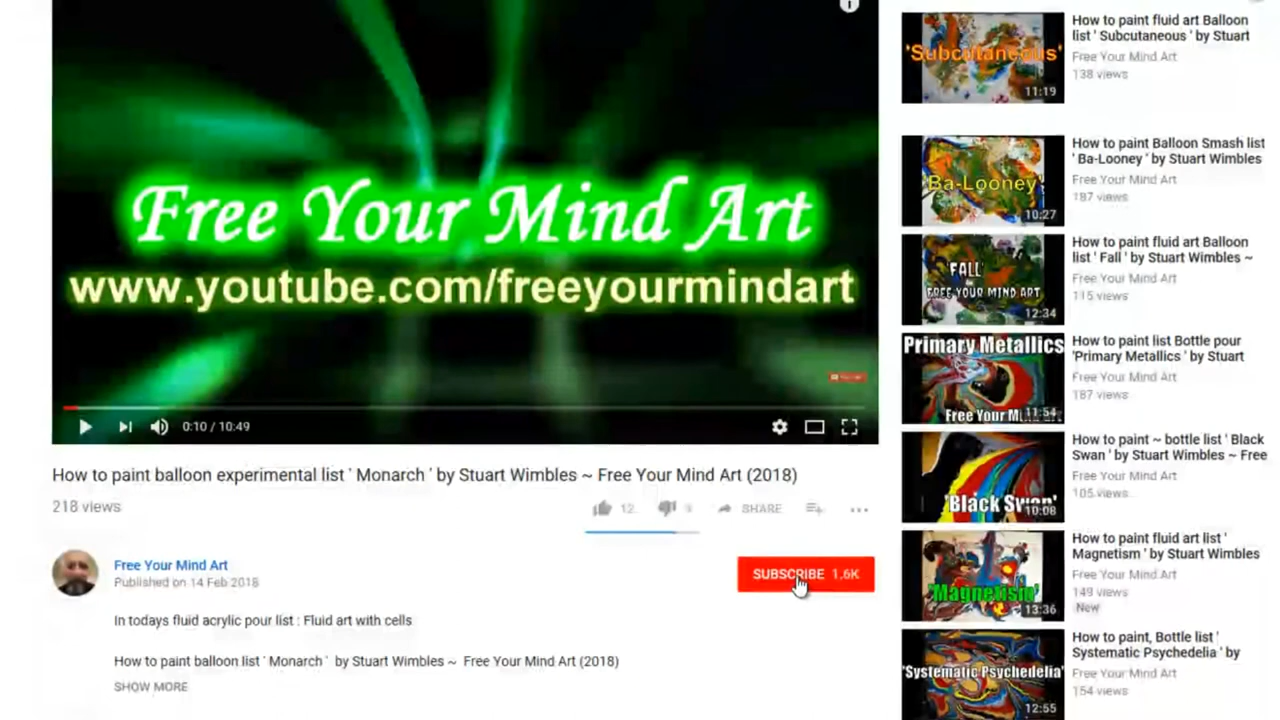 Free Your Mind Art
www.youtube.com/freeyourmindart
0:10 / 10:49
How to paint balloon experimental list ' Monarch ' by Stuart Wimbles ~ Free Your Mind Art (2018)
218 views
12
SHARE
Free Your Mind Art
Published on 14 Feb 2018
SUBSCRIBE 1.6K
In todays fluid acrylic pour list : Fluid art with cells
How to paint balloon list ' Monarch ' by Stuart Wimbles ~ Free Your Mind Art (2018)
SHOW MORE
'Subcutaneous'
11:19
How to paint fluid art Balloon
list ' Subcutaneous ' by Stuart
Free Your Mind Art
138 views
'Ba-Looney'
10:27
How to paint Balloon Smash list
' Ba-Looney ' by Stuart Wimbles
Free Your Mind Art
187 views
'FALL'
FREE YOUR MIND ART
12:34
How to paint fluid art Balloon
list ' Fall ' by Stuart Wimbles ~
Free Your Mind Art
115 views
Primary Metallics
Free Your
11:54
How to paint list Bottle pour
'Primary Metallics ' by Stuart
Free Your Mind Art
187 views
'Black Swan'
10:08
How to paint ~ bottle list ' Black
Swan ' by Stuart Wimbles ~ Free
Free Your Mind Art
105 views
'Magnetism'
13:36
How to paint fluid art list '
Magnetism ' by Stuart Wimbles
Free Your Mind Art
149 views
New
'Systematic Psychedelia'
12:55
How to paint, Bottle list '
Systematic Psychedelia ' by
Free Your Mind Art
154 views